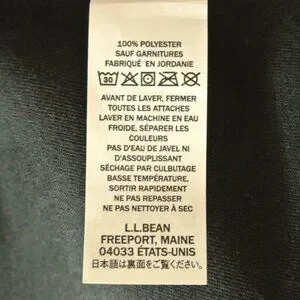 100% POLYESTER
SAUF GARNITURES
FABRIQUÉ EN JORDANIE
30
AVANT DE LAVER, FERMER
TOUTES LES ATTACHES
LAVER EN MACHINE EN EAU
FROIDE, SÉPARER LES
COULEURS
PAS D'EAU DE JAVEL NI
D'ASSOUPLISSANT
SÉCHAGE PAR CULBUTAGE
BASSE TEMPÉRATURE,
SORTIR RAPIDEMENT
NE PAS REPASSER
NE PAS NETTOYER À SEC
L.L.BEAN
FREEPORT, MAINE
04033 ÉTATS-UNIS
日本語は裏面をご覧ください。